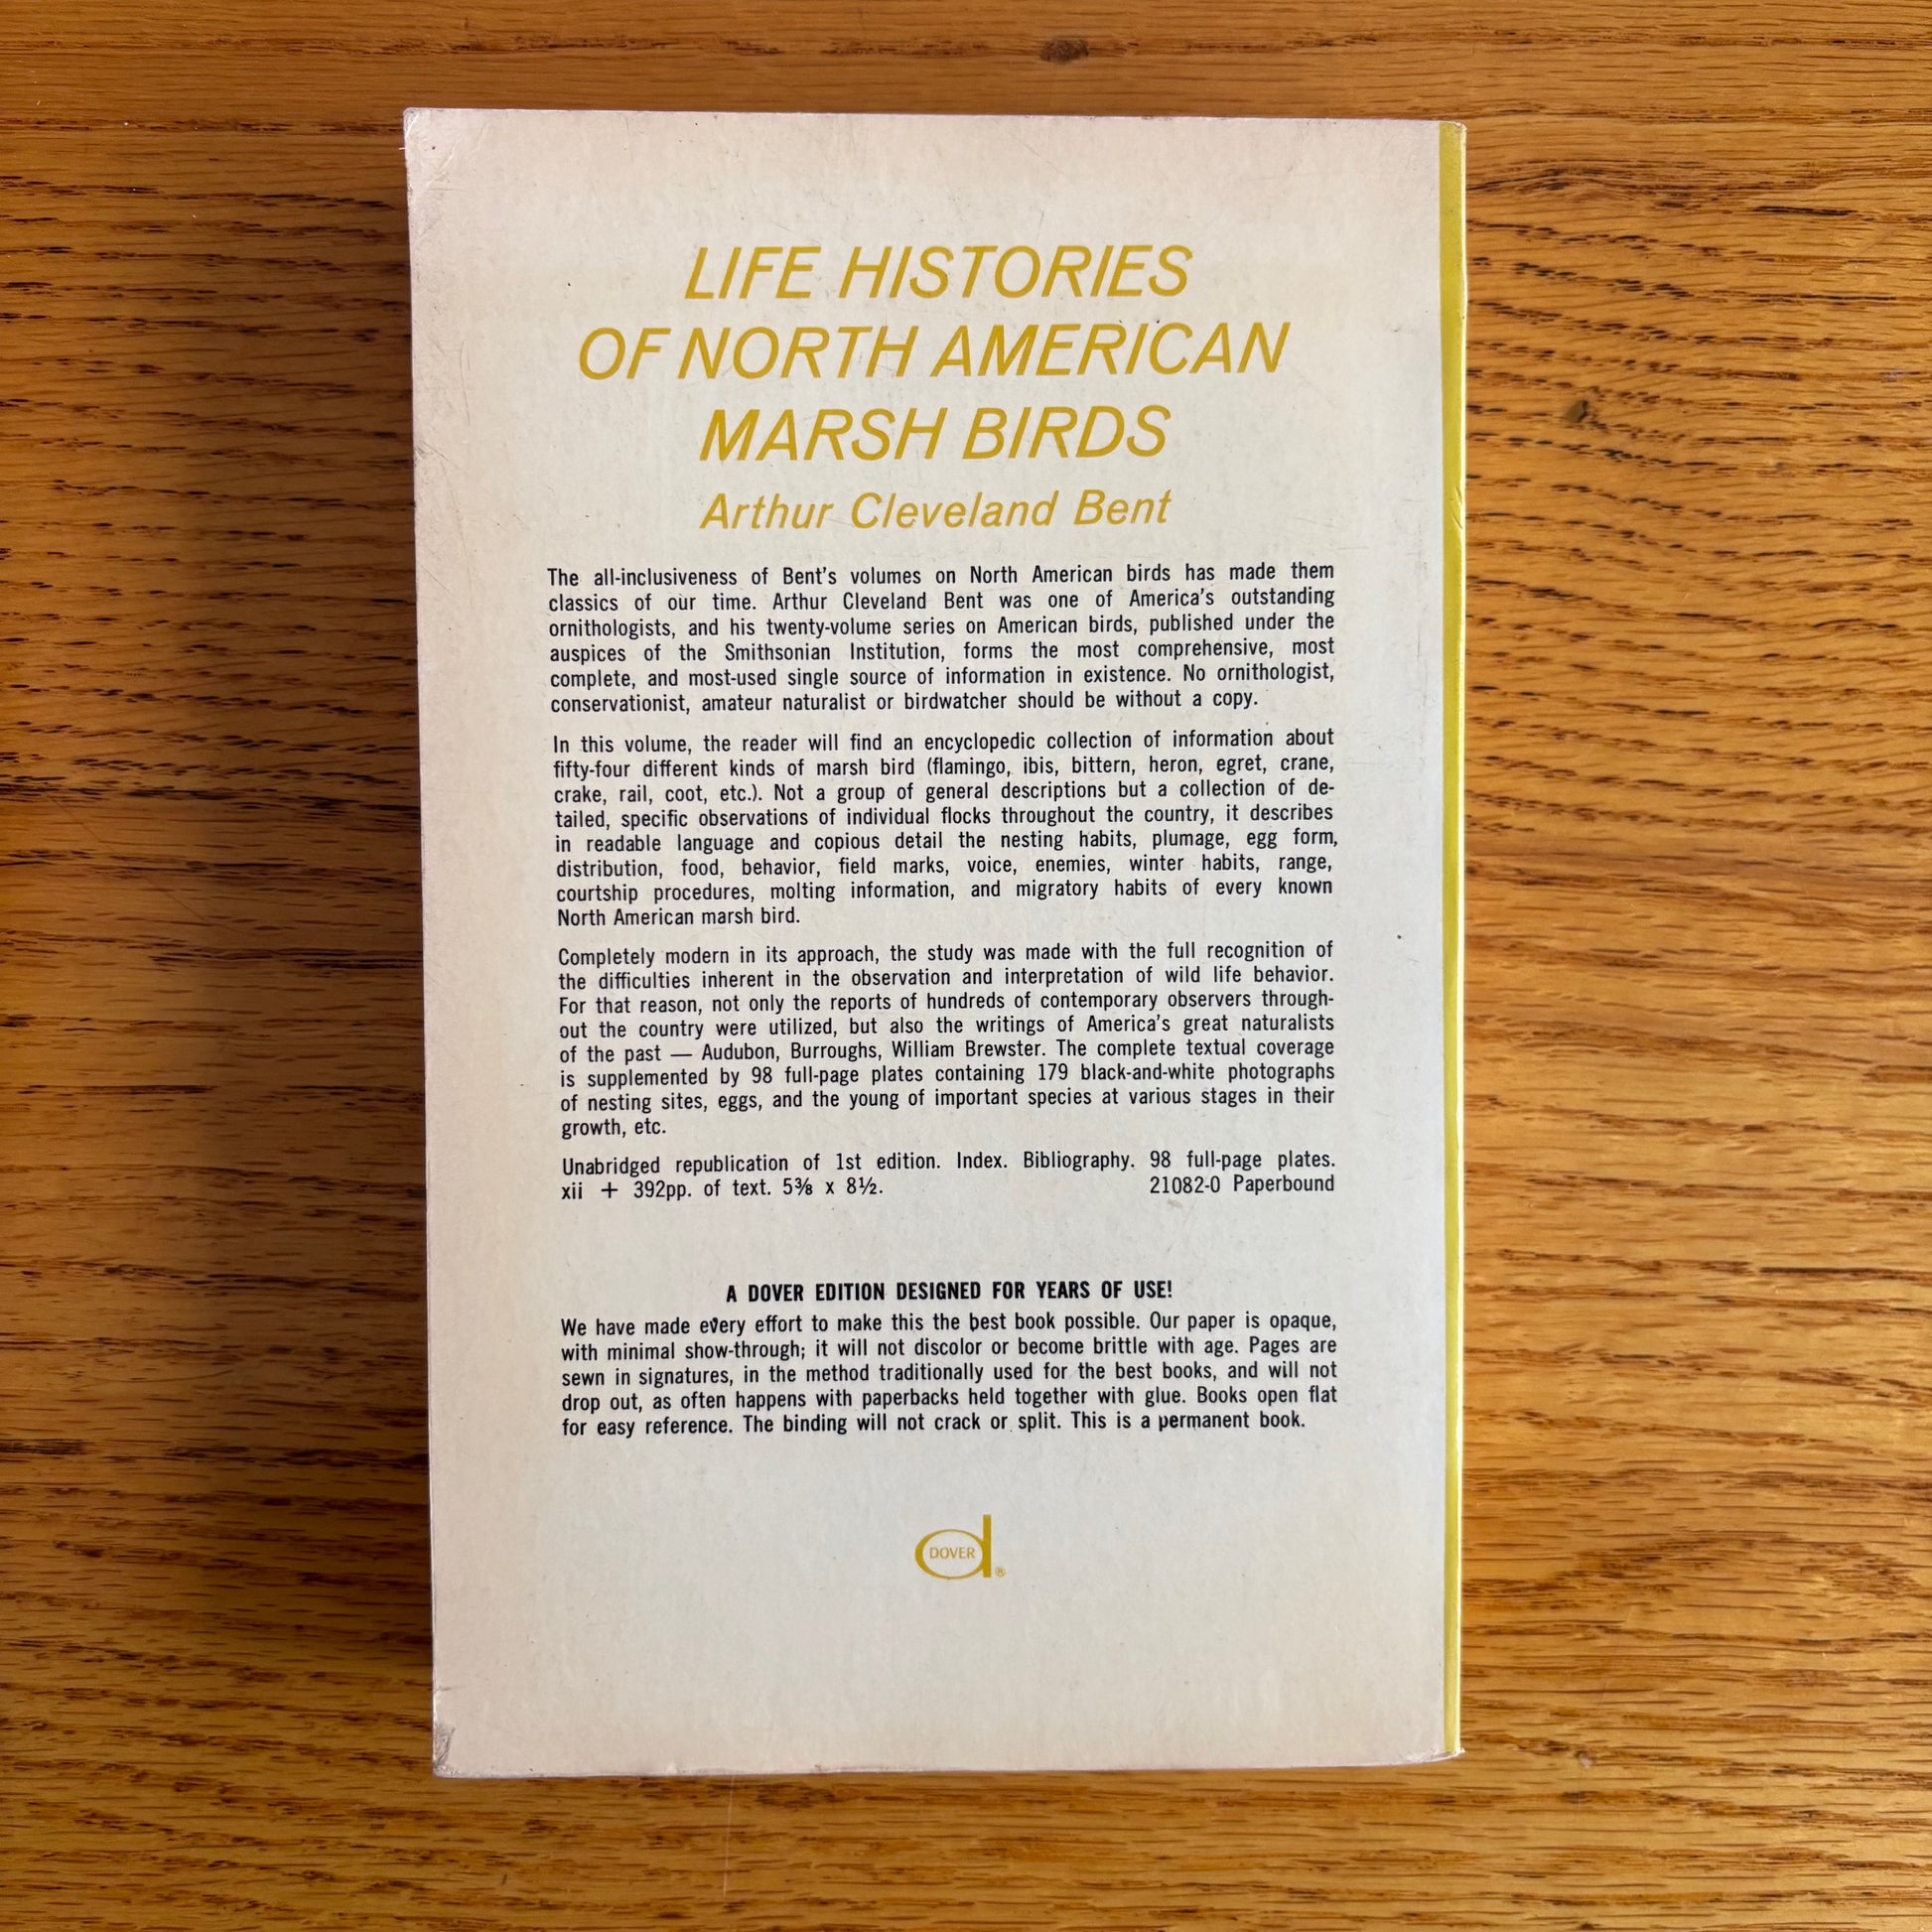 LIFE HISTORIES
OF NORTH AMERICAN
MARSH BIRDS
Arthur Cleveland Bent
The all-inclusiveness of Bent's volumes on North American birds has made them
classics of our time. Arthur Cleveland Bent was one of America's outstanding
ornithologists, and his twenty-volume series on American birds, published under the
auspices of the Smithsonian Institution, forms the most comprehensive, most
complete, and most-used single source of information in existence. No ornithologist,
conservationist, amateur naturalist or birdwatcher should be without a copy.
In this volume, the reader will find an encyclopedic collection of information about
fifty-four different kinds of marsh bird (flamingo, ibis, bittern, heron, egret, crane,
crake, rail, coot, etc.). Not a group of general descriptions but a collection of de-
tailed, specific observations of individual flocks throughout the country, it describes
in readable language and copious detail the nesting habits, plumage, egg form,
distribution, food, behavior, field marks, voice, enemies, winter habits, range,
courtship procedures, molting information, and migratory habits of every known
North American marsh bird.
Completely modern in its approach, the study was made with the full recognition of
the difficulties inherent in the observation and interpretation of wild life behavior.
For that reason, not only the reports of hundreds of contemporary observers through-
out the country were utilized, but also the writings of America's great naturalists
of the past — Audubon, Burroughs, William Brewster. The complete textual coverage
is supplemented by 98 full-page plates containing 179 black-and-white photographs
of nesting sites, eggs, and the young of important species at various stages in their
growth, etc.
Unabridged republication of 1st edition. Index. Bibliography. 98 full-page plates.
xii + 392pp. of text. 5⅜ x 8½. 21082-0 Paperbound
A DOVER EDITION DESIGNED FOR YEARS OF USE!
We have made every effort to make this the best book possible. Our paper is opaque,
with minimal show-through; it will not discolor or become brittle with age. Pages are
sewn in signatures, in the method traditionally used for the best books, and will not
drop out, as often happens with paperbacks held together with glue. Books open flat
for easy reference. The binding will not crack or split. This is a permanent book.
DOVER ®